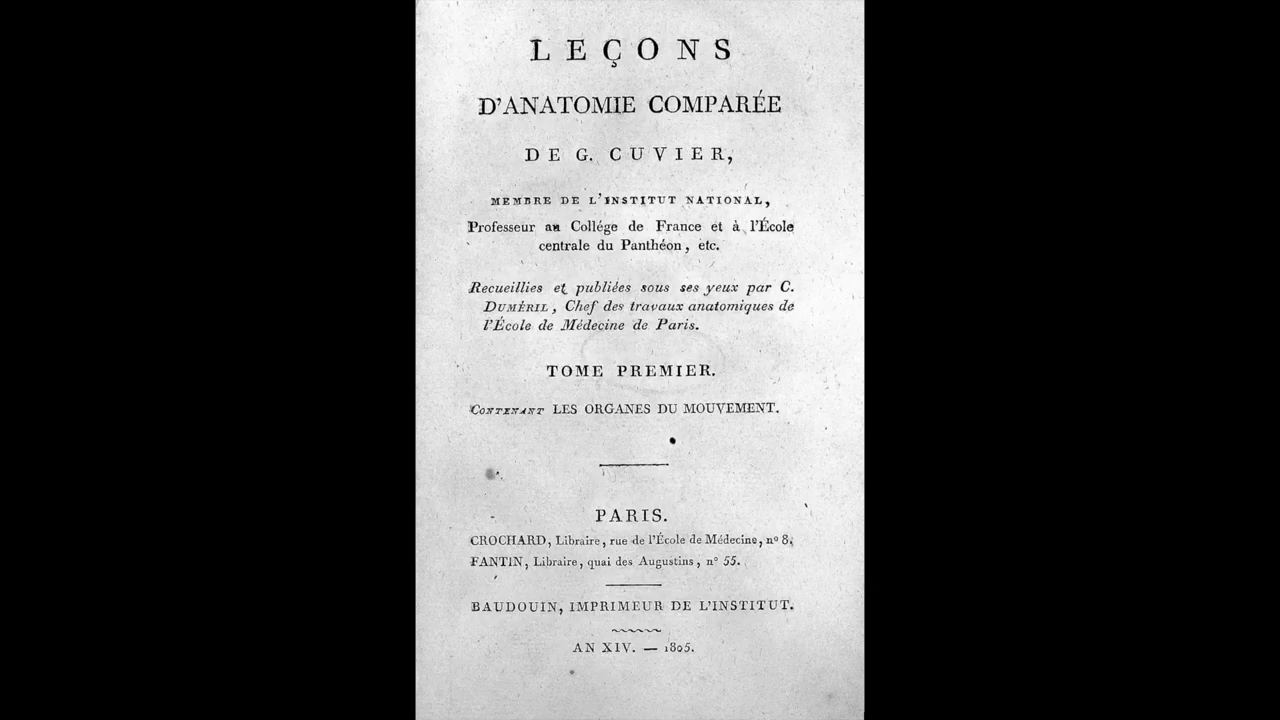 LEÇONS
D'ANATOMIE COMPARÉE
DE G. CUVIER,
MEMBRE DE L'INSTITUT NATIONAL,
Professeur au Collége de France et à l'École
centrale du Panthéon, etc.
Recueillies et publiées sous ses yeux par C.
DUMÉRIL, Chef des travaux anatomiques de
l'École de Médecine de Paris.
TOME PREMIER.
CONTENANT LES ORGANES DU MOUVEMENT.
PARIS.
CROCHARD, Libraire, rue de l'École de Médecine, nº 8.
FANTIN, Libraire, quai des Augustins, n° 55.
BAUDOUIN, IMPRIMEUR DE L'INSTITUT.
AN XIV. — 1805.